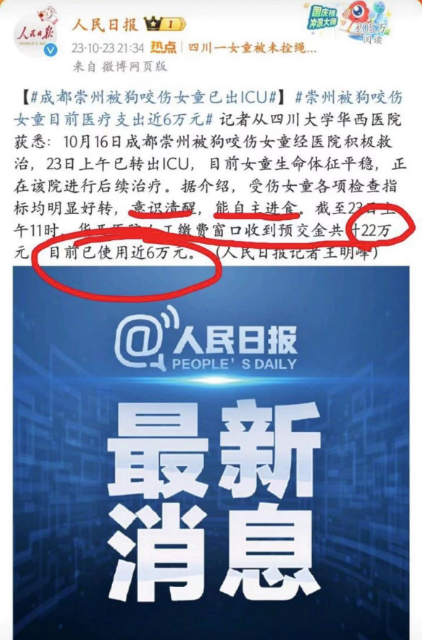 人民日报
人民日报
1
国庆档
23-10-23 21:34 热点 四川一女童被未拴绳...
阅读
来自 微博网页版
【#成都崇州被狗咬伤女童已出ICU#】#崇州被狗咬伤
女童目前医疗支出近6万元# 记者从四川大学华西医院
获悉：10月16日成都崇州被狗咬伤女童经医院积极救
治，23日上午已转出ICU，目前女童生命体征平稳，正
在该院进行后续治疗。据介绍，受伤女童各项检查指
标均明显好转，意识清醒，能自主进食。截至23日上
午11时，华西医院人工缴费窗口收到预交金共计22万
元，目前已使用近6万元。（人民日报记者王明峰）
@人民日报
PEOPLE'S DAILY
最新
消息